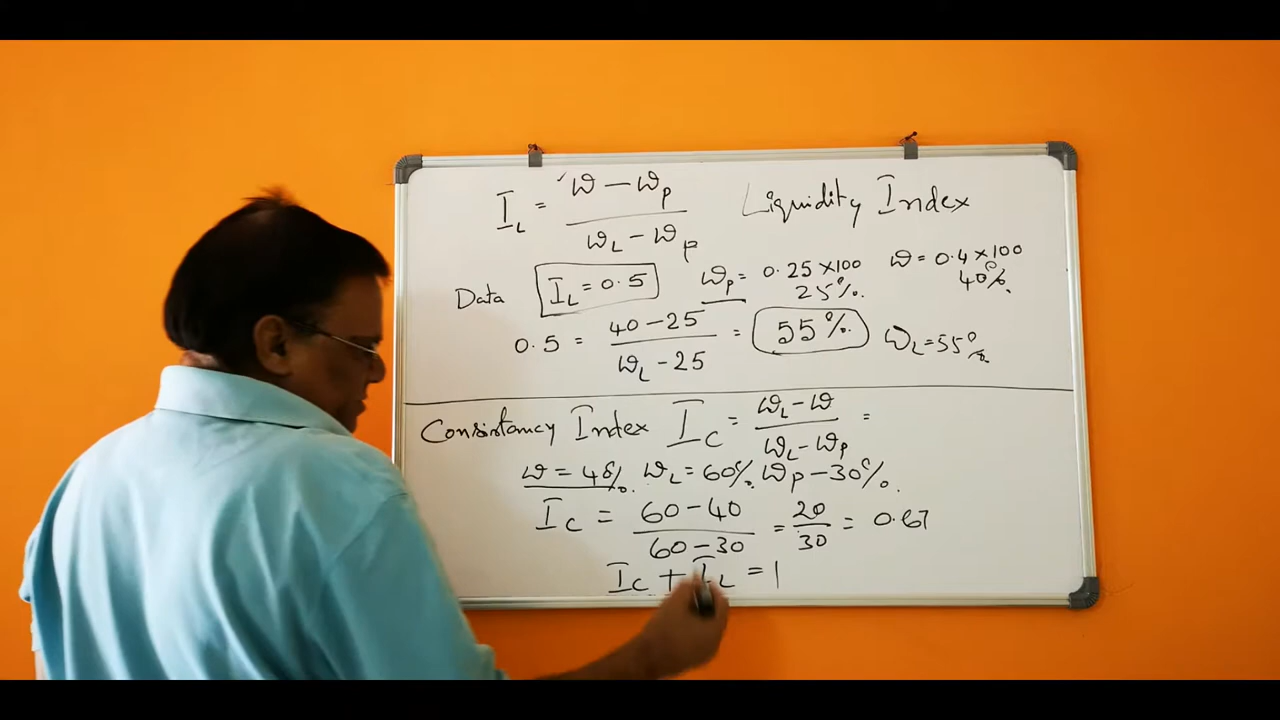 I_L = (w − w_p) / (w_L − w_p) Liquidity Index
Data I_L = 0.5 w_p = 0.25 × 100 w = 0.4 × 100
25%. 40%.
0.5 = (40 − 25) / (w_L − 25) = 55%. w_L = 55%
Consistancy Index I_C = (w_L − w) / (w_L − w_p) =
w_L = 60%. w_p − 30%.
I_C = (60 − 40) / (60 − 30) = 20/30 = 0.67
I_C + I_L = 1